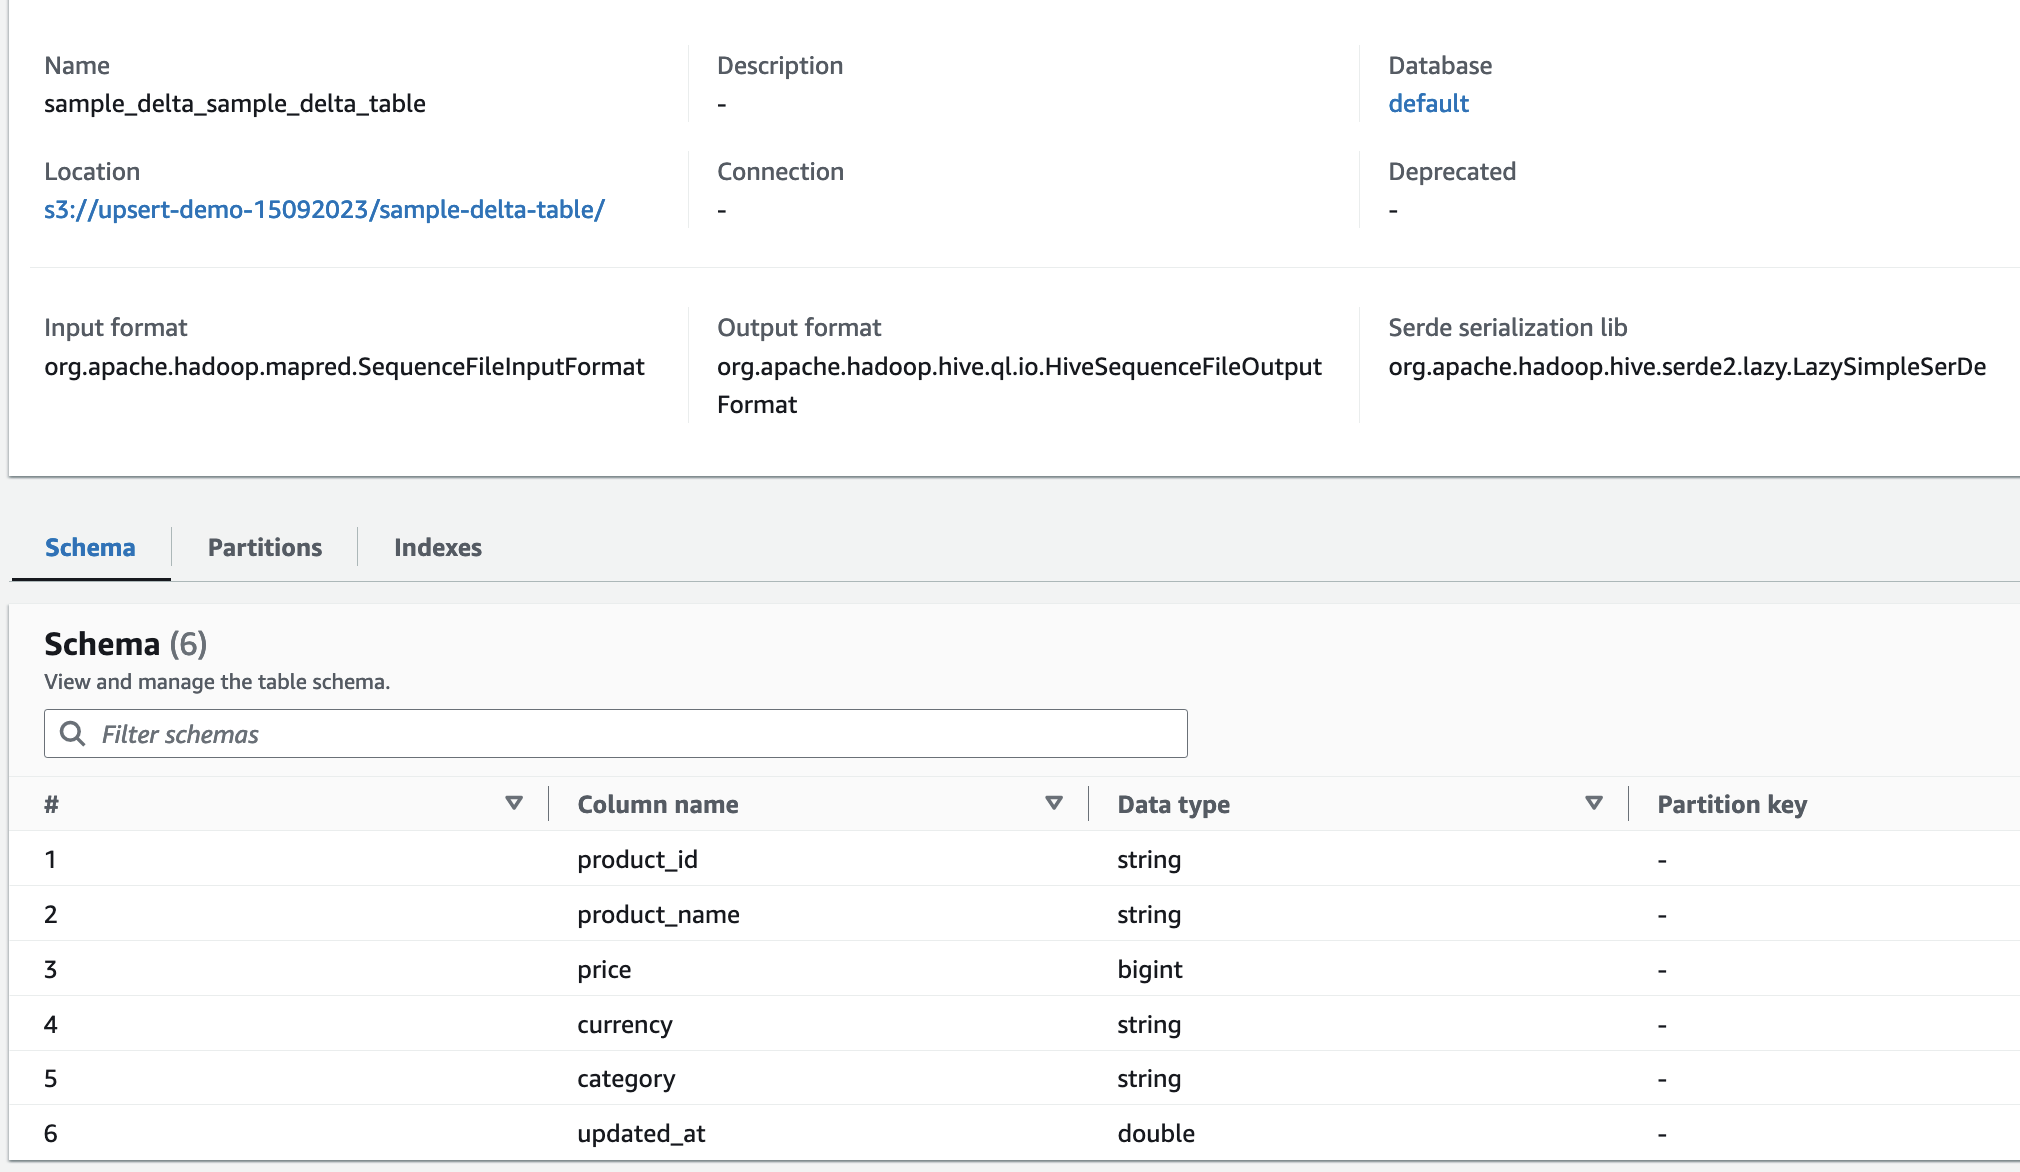 Name
sample_delta_sample_delta_table
Description
-
Database
default
Location
s3://upsert-demo-15092023/sample-delta-table/
Connection
-
Deprecated
-
Input format
org.apache.hadoop.mapred.SequenceFileInputFormat
Output format
org.apache.hadoop.hive.ql.io.HiveSequenceFileOutput
Format
Serde serialization lib
org.apache.hadoop.hive.serde2.lazy.LazySimpleSerDe
Schema Partitions Indexes
Schema (6)
View and manage the table schema.
Filter schemas
# Column name Data type Partition key
1 product_id string -
2 product_name string -
3 price bigint -
4 currency string -
5 category string -
6 updated_at double -